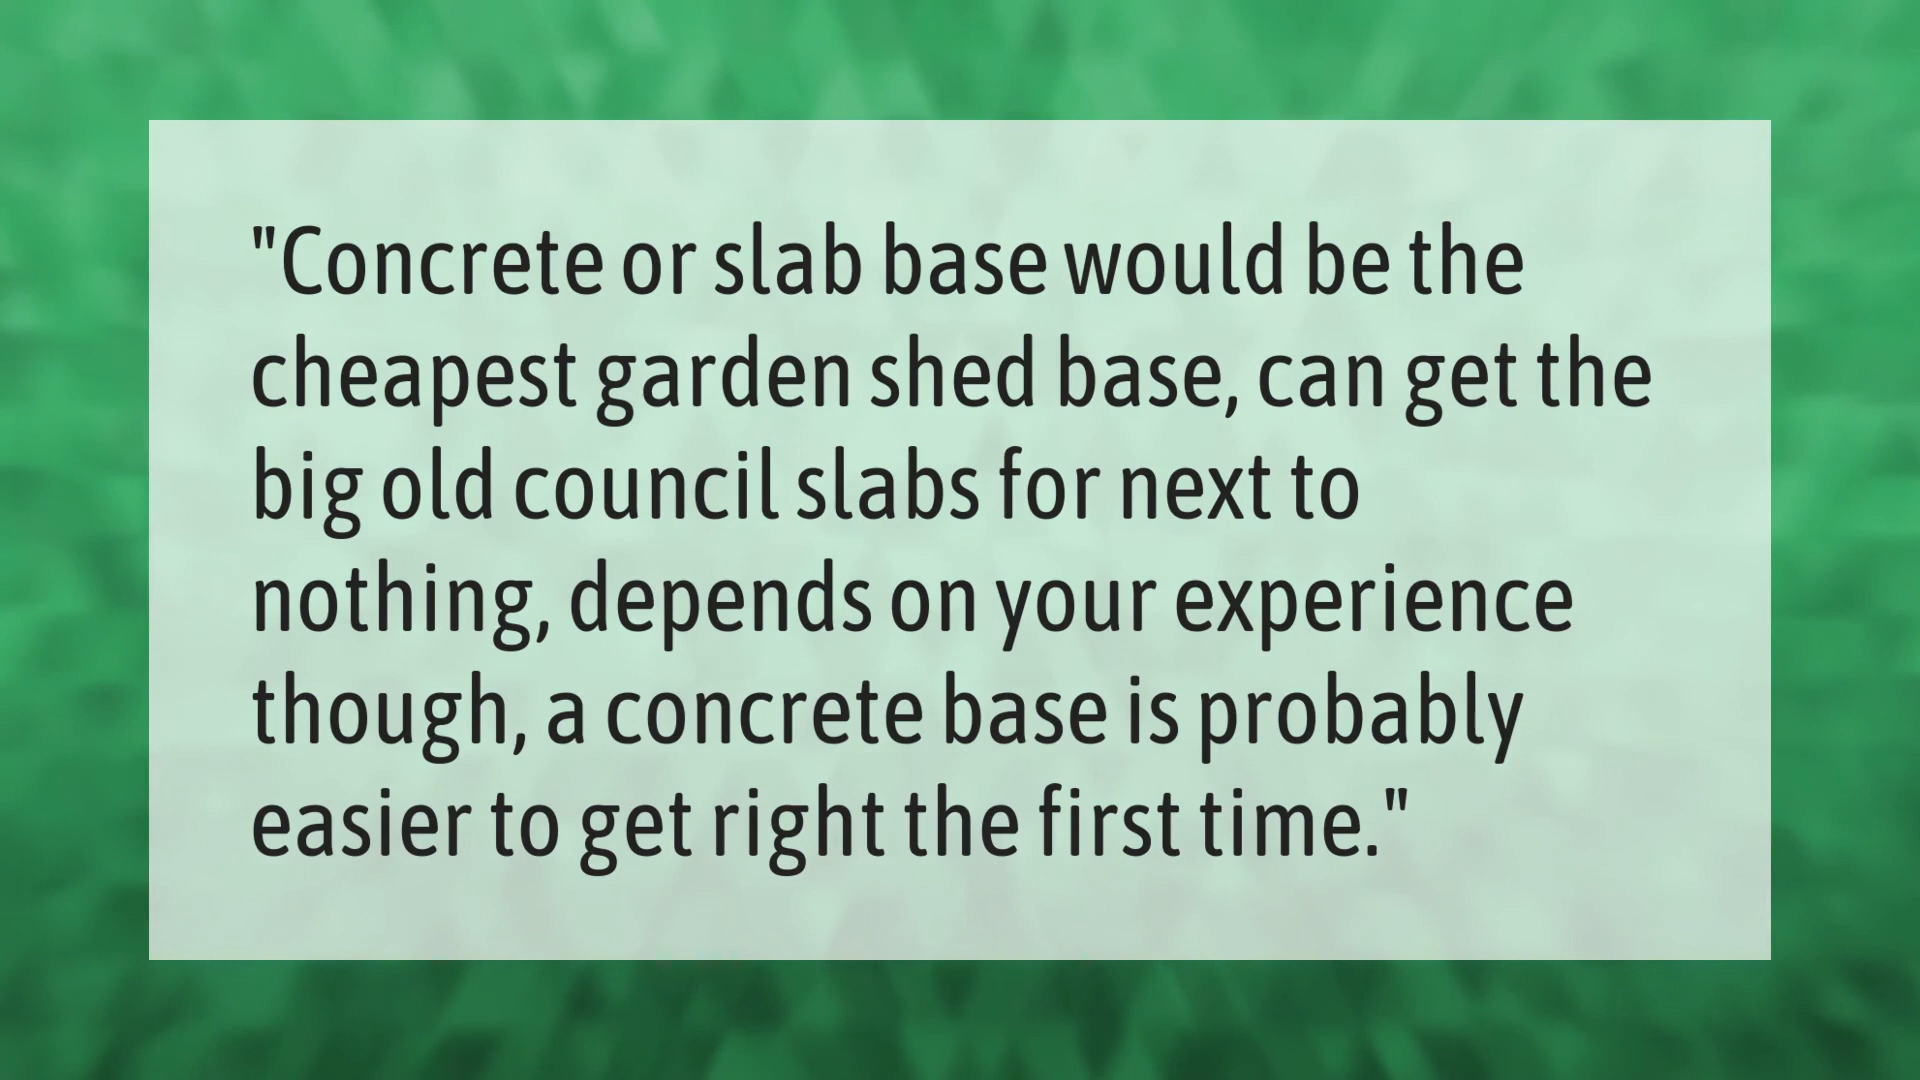 "Concrete or slab base would be the
cheapest garden shed base, can get the
big old council slabs for next to
nothing, depends on your experience
though, a concrete base is probably
easier to get right the first time."